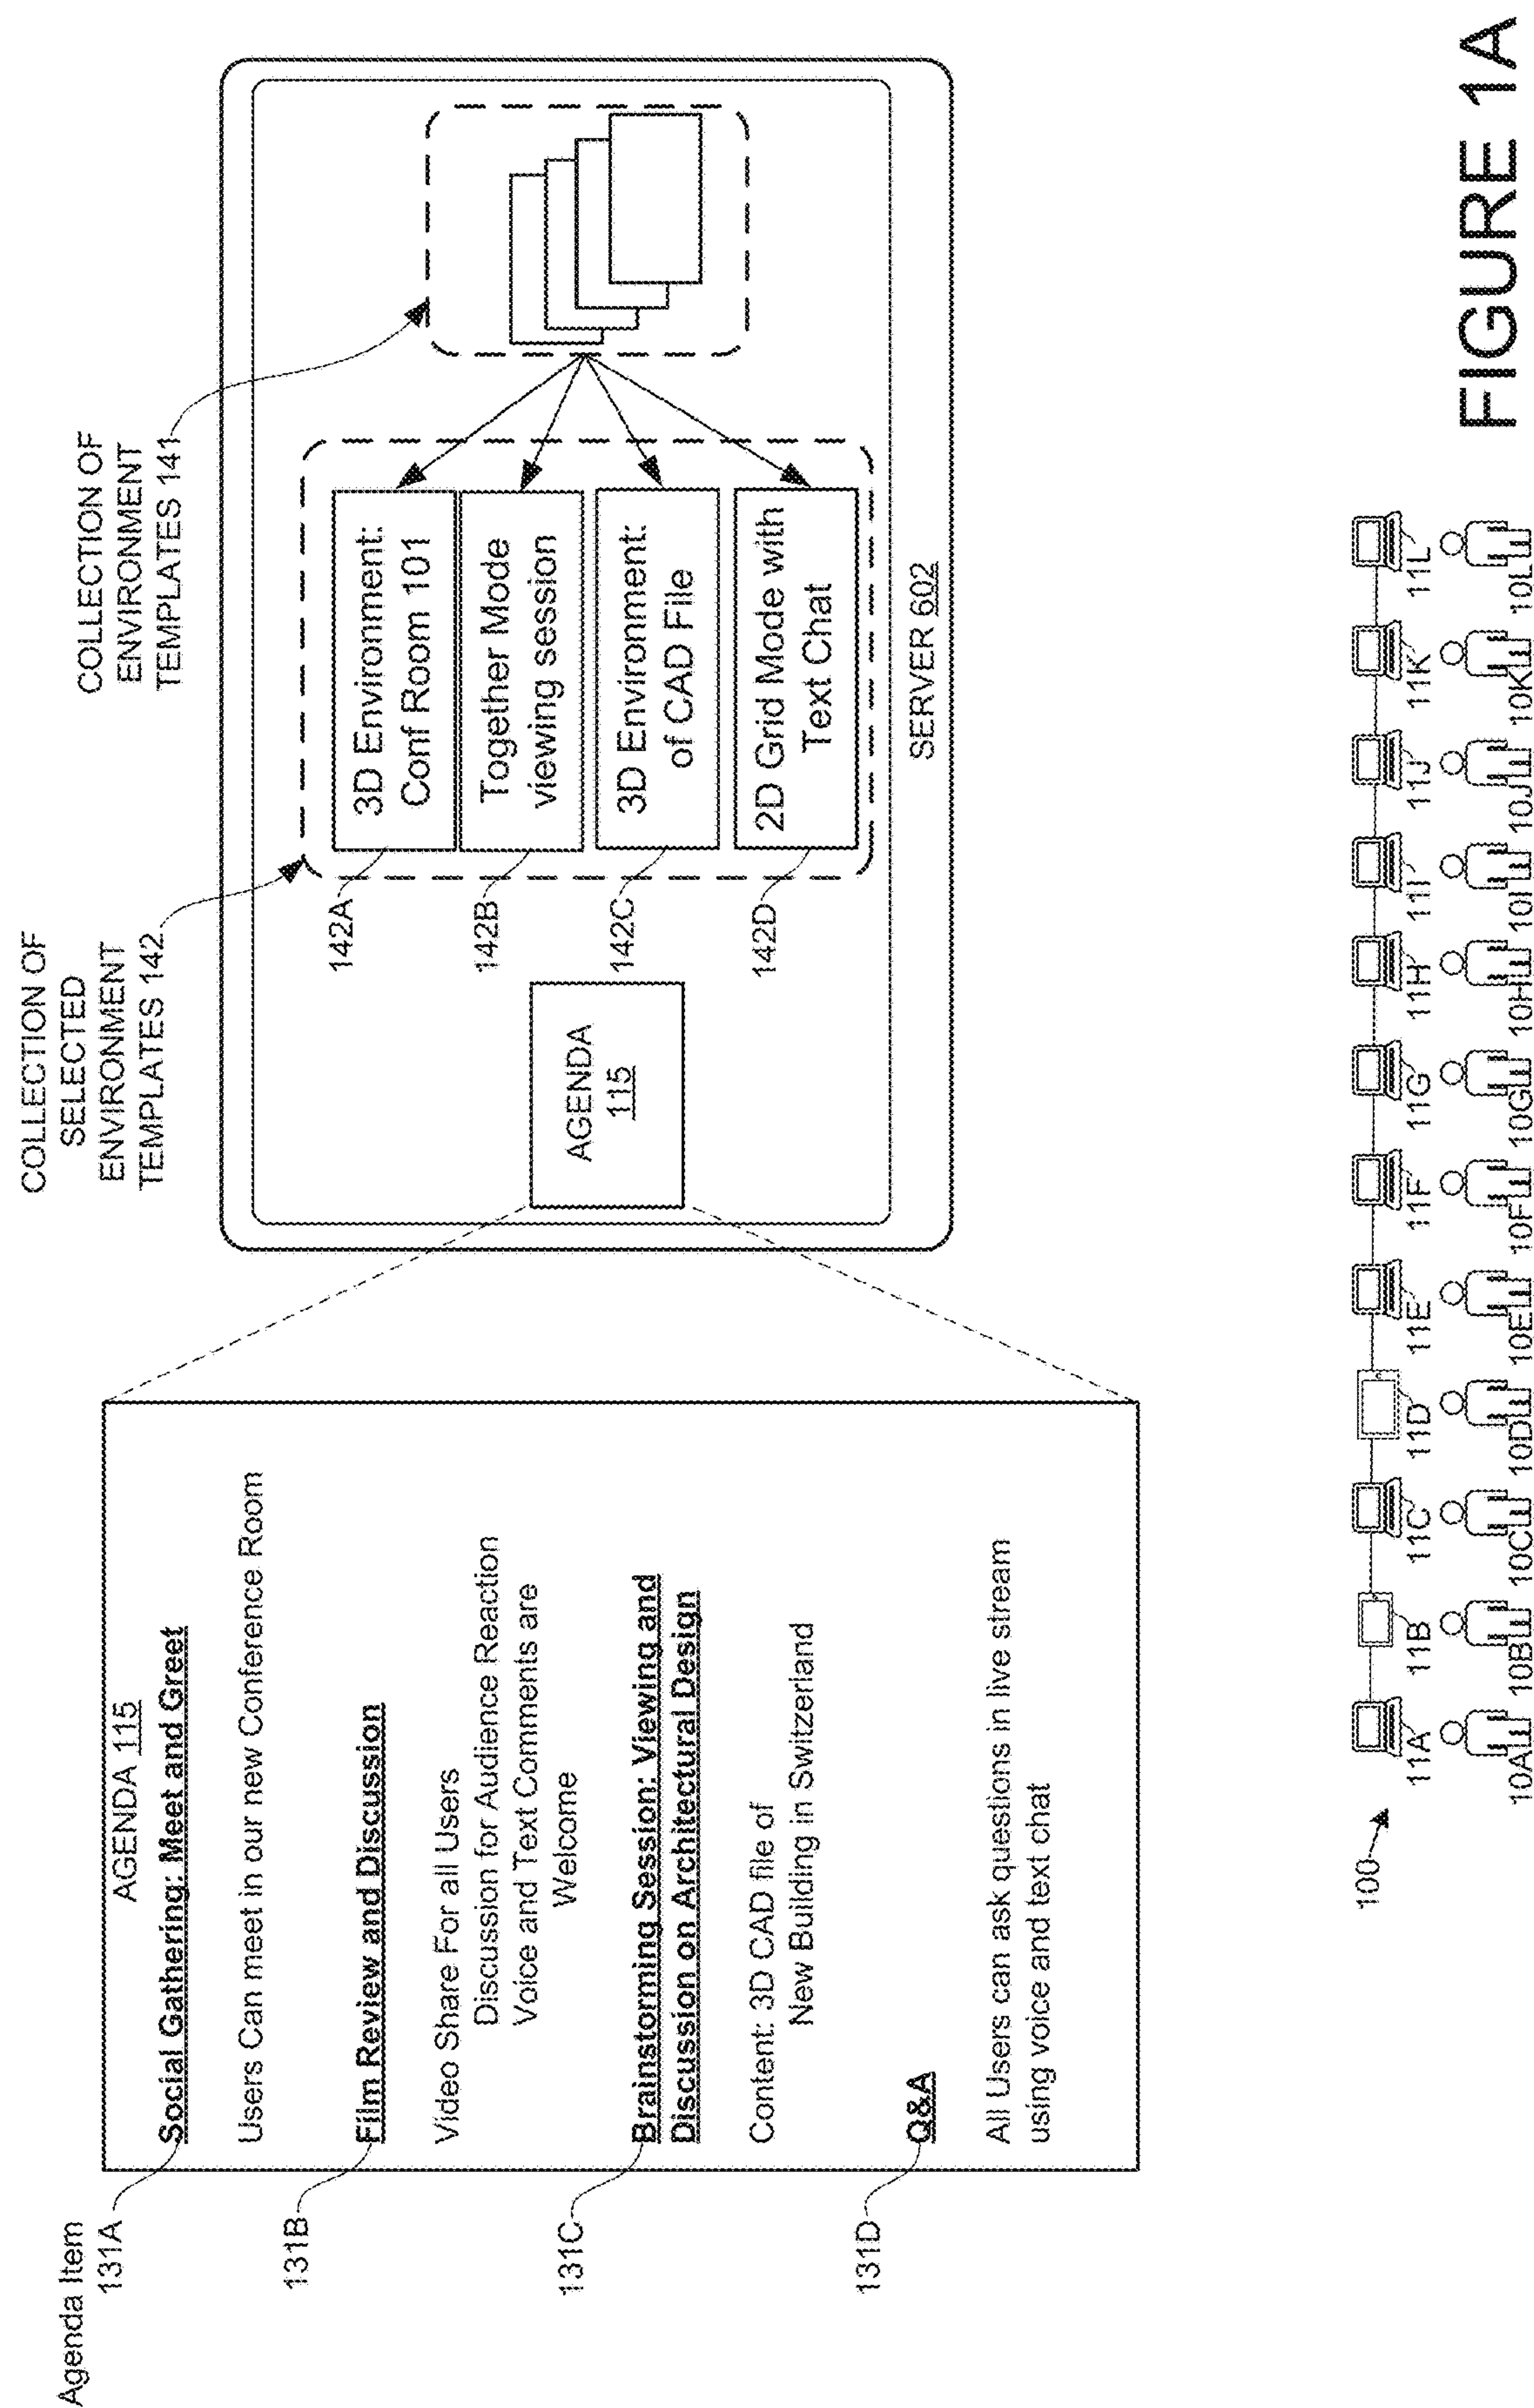 Agenda Item
131A
131B
131C
131D
AGENDA 115
Social Gathering: Meet and Greet
Users Can meet in our new Conference Room
Film Review and Discussion
Video Share For all Users
Discussion for Audience Reaction
Voice and Text Comments are
Welcome
Brainstorming Session: Viewing and
Discussion on Architectural Design
Content: 3D CAD file of
New Building in Switzerland
Q&A
All Users can ask questions in live stream
using voice and text chat
COLLECTION OF
SELECTED
ENVIRONMENT
TEMPLATES 142
COLLECTION OF
ENVIRONMENT
TEMPLATES 141
AGENDA
115
142A
142B
142C
142D
3D Environment:
Conf Room 101
Together Mode
viewing session
3D Environment:
of CAD File
2D Grid Mode with
Text Chat
SERVER 602
100
11A 11B 11C 11D 11E 11F 11G 11H 11I 11J 11K 11L
10A 10B 10C 10D 10E 10F 10G 10H 10I 10J 10K 10L
FIGURE 1A